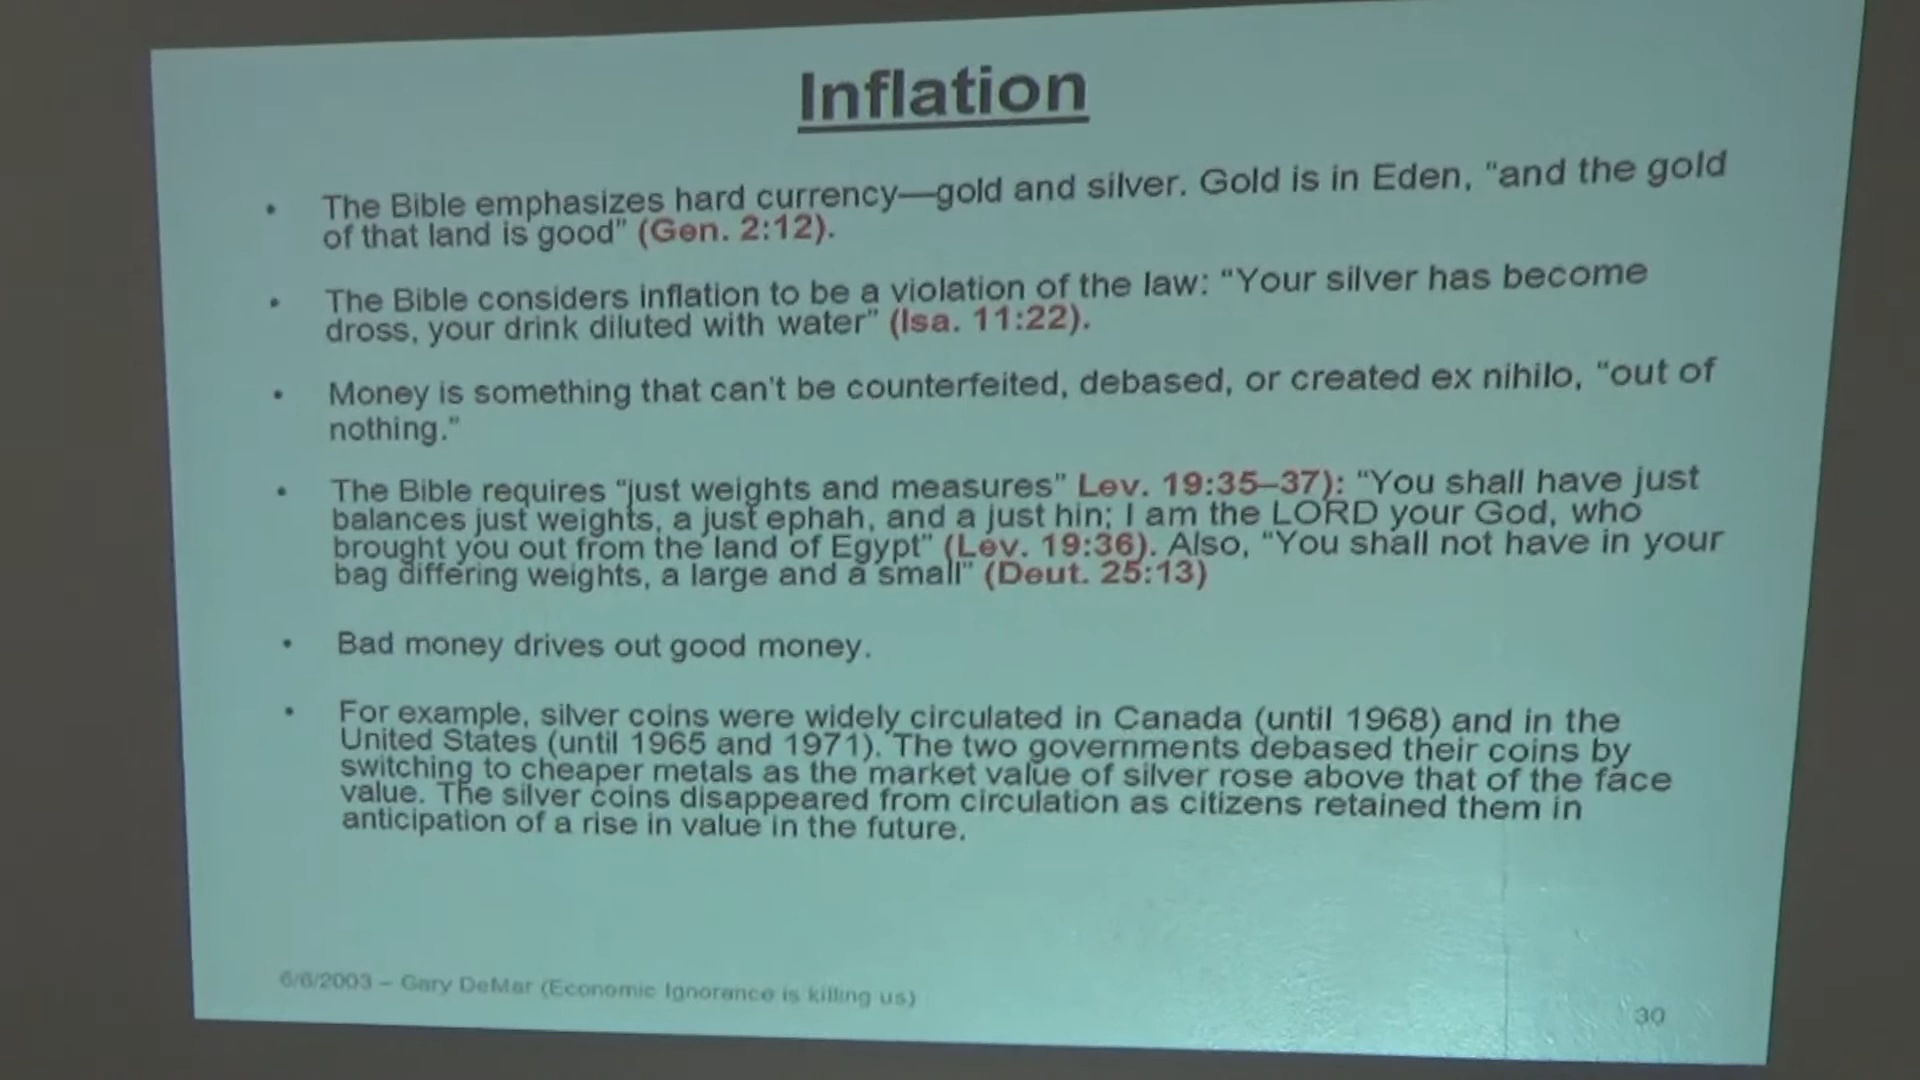 Inflation
• The Bible emphasizes hard currency—gold and silver. Gold is in Eden, “and the gold
of that land is good” (Gen. 2:12).
• The Bible considers inflation to be a violation of the law: “Your silver has become
dross, your drink diluted with water” (Isa. 11:22).
• Money is something that can't be counterfeited, debased, or created ex nihilo, “out of
nothing.”
• The Bible requires “just weights and measures” Lev. 19:35–37): “You shall have just
balances just weights, a just ephah, and a just hin; I am the LORD your God, who
brought you out from the land of Egypt” (Lev. 19:36). Also, “You shall not have in your
bag differing weights, a large and a small” (Deut. 25:13)
• Bad money drives out good money.
• For example, silver coins were widely circulated in Canada (until 1968) and in the
United States (until 1965 and 1971). The two governments debased their coins by
switching to cheaper metals as the market value of silver rose above that of the face
value. The silver coins disappeared from circulation as citizens retained them in
anticipation of a rise in value in the future.
6/6/2003 – Gary DeMar (Economic Ignorance is killing us)
30